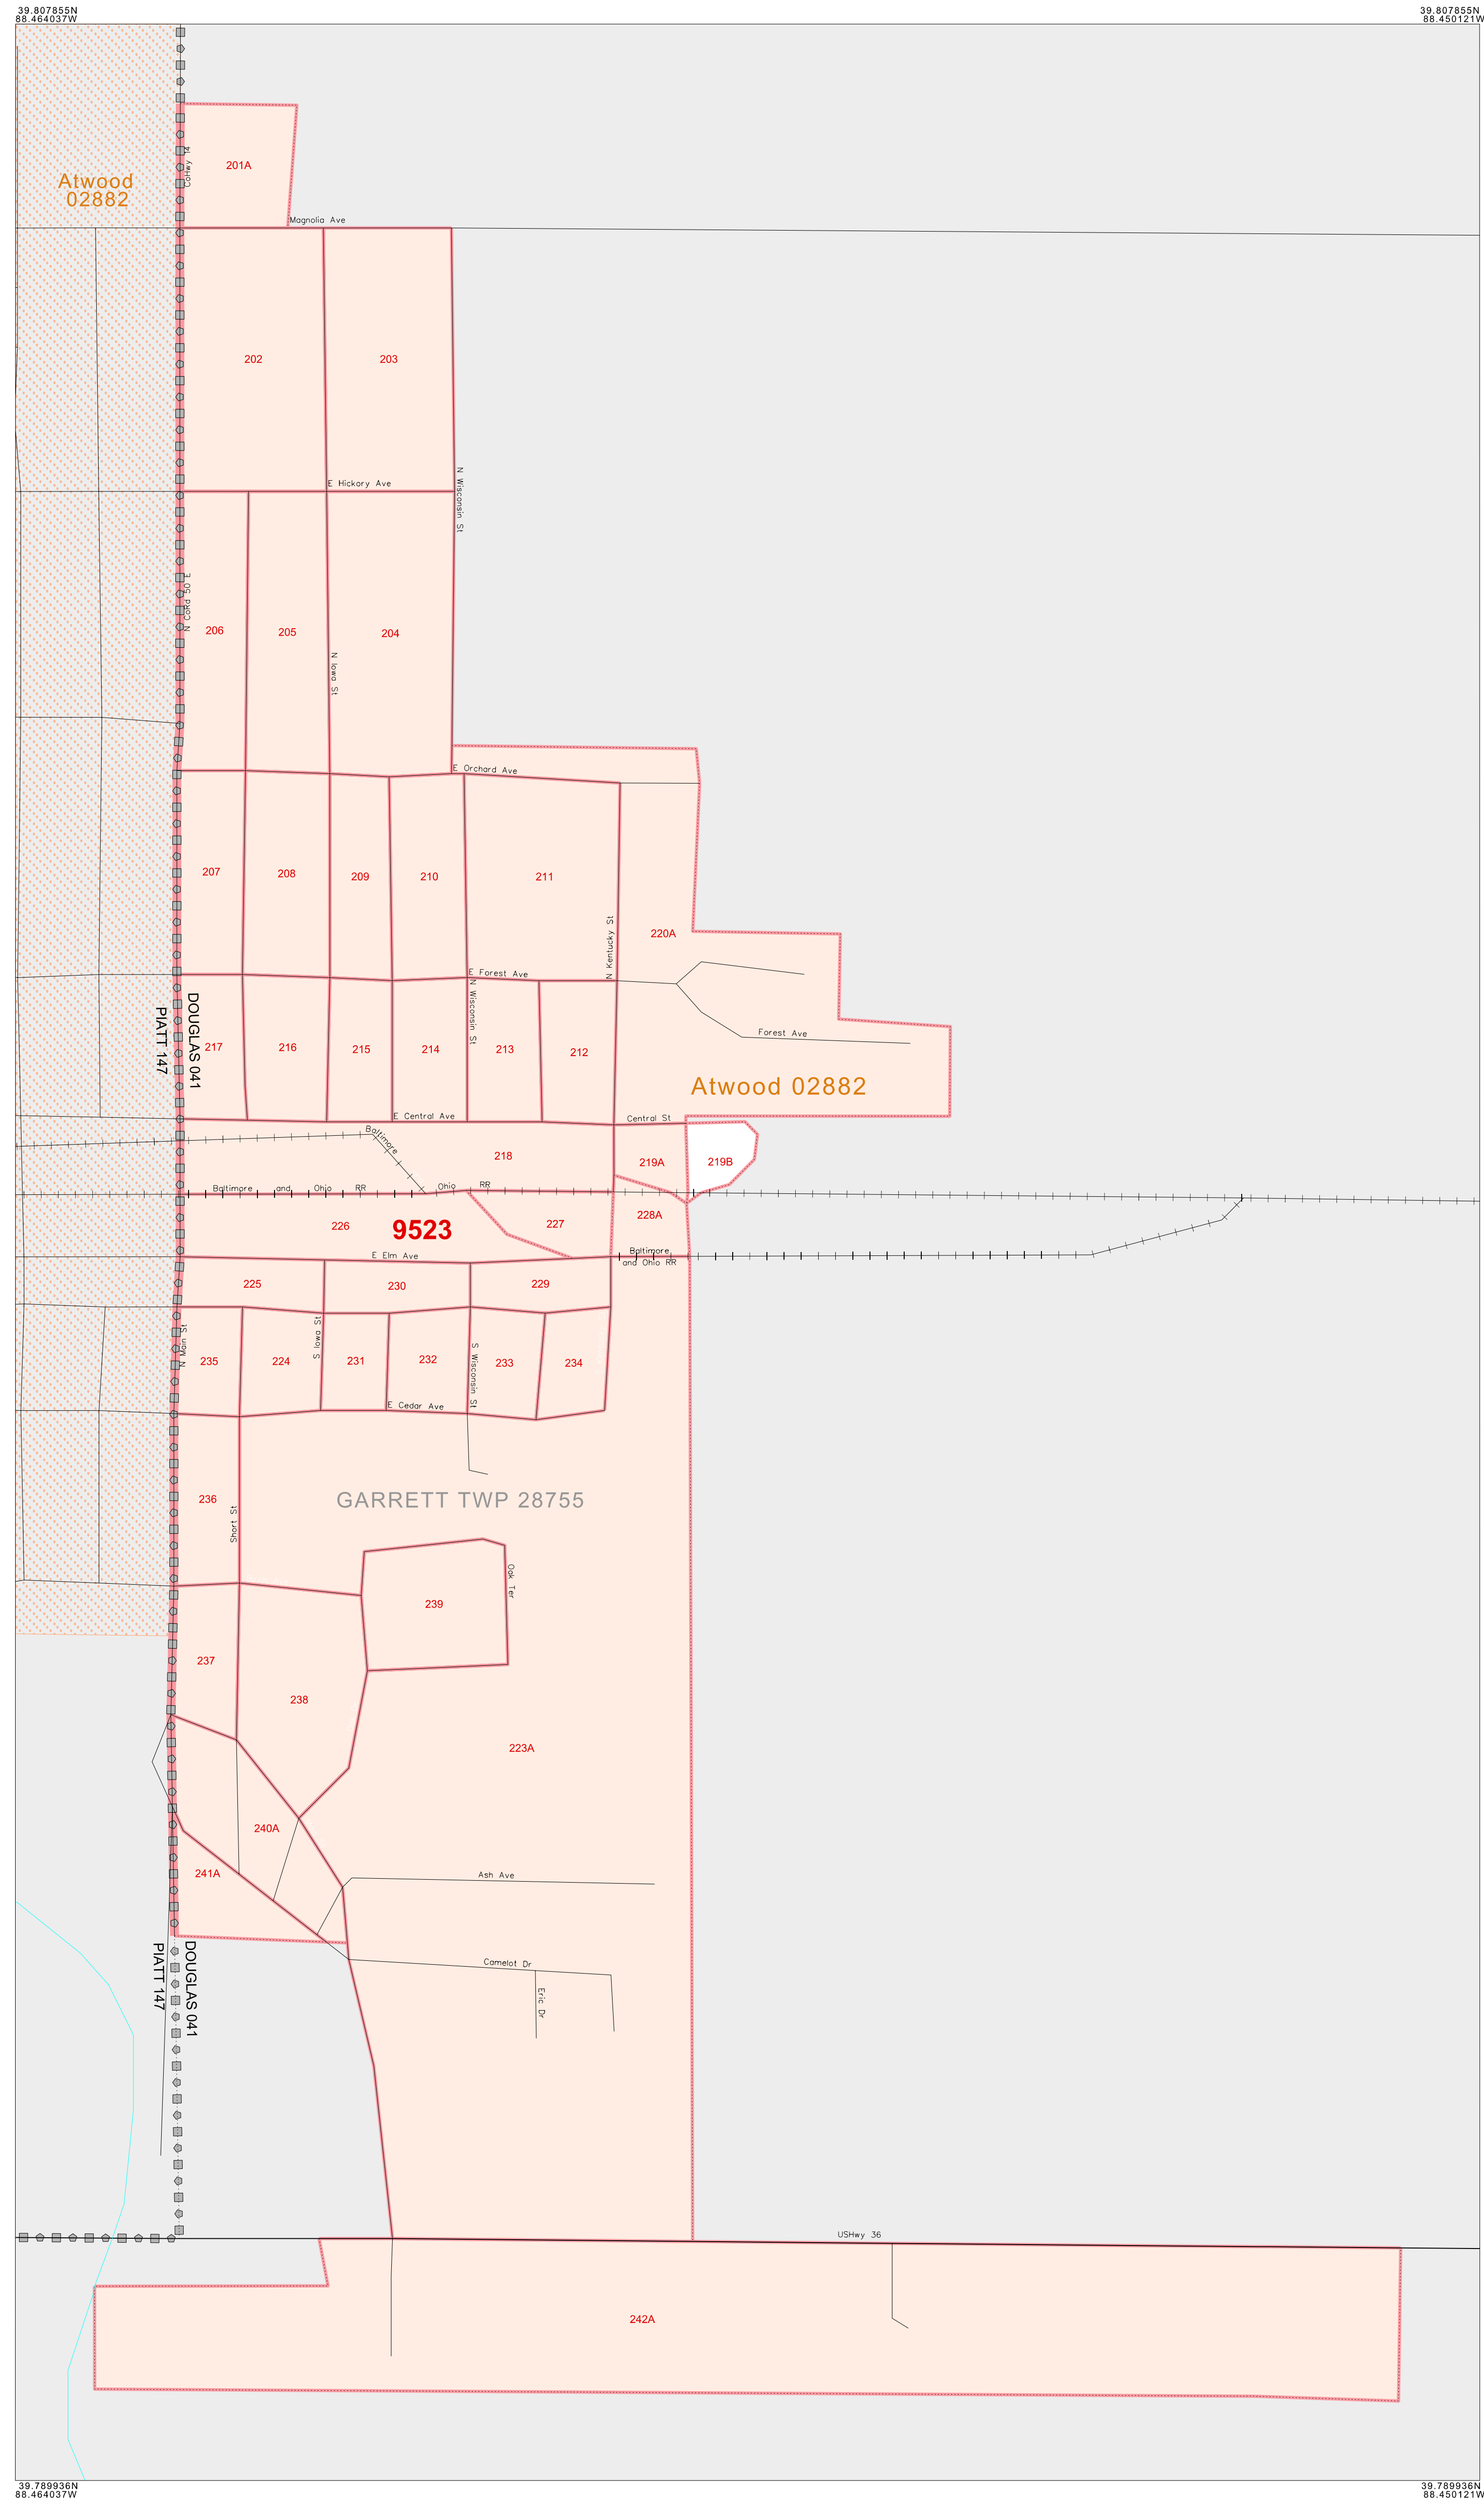 39.807855N
88.464037W
39.807855N
88.450121W
CoHwy 14
201A
Atwood
02882
Magnolia Ave
202
203
E Hickory Ave
N Wisconsin St
N CoRd 50 E
206
205
204
N Iowa St
E Orchard Ave
207
208
209
210
211
N Kentucky St
220A
E Forest Ave
N Wisconsin St
Forest Ave
DOUGLAS 041
PIATT 147
217
216
215
214
213
212
Atwood 02882
E Central Ave
Central St
Baltimore
218
219A
219B
Baltimore and Ohio RR
Ohio RR
226
9523
227
228A
E Elm Ave
Baltimore
and Ohio RR
225
230
229
N Main St
S Iowa St
S Wisconsin St
235
224
231
232
233
234
E Cedar Ave
236
Short St
GARRETT TWP 28755
239
Oak Ter
237
238
223A
240A
241A
Ash Ave
Camelot Dr
Eric Dr
DOUGLAS 041
PIATT 147
USHwy 36
242A
39.789936N
88.464037W
39.789936N
88.450121W